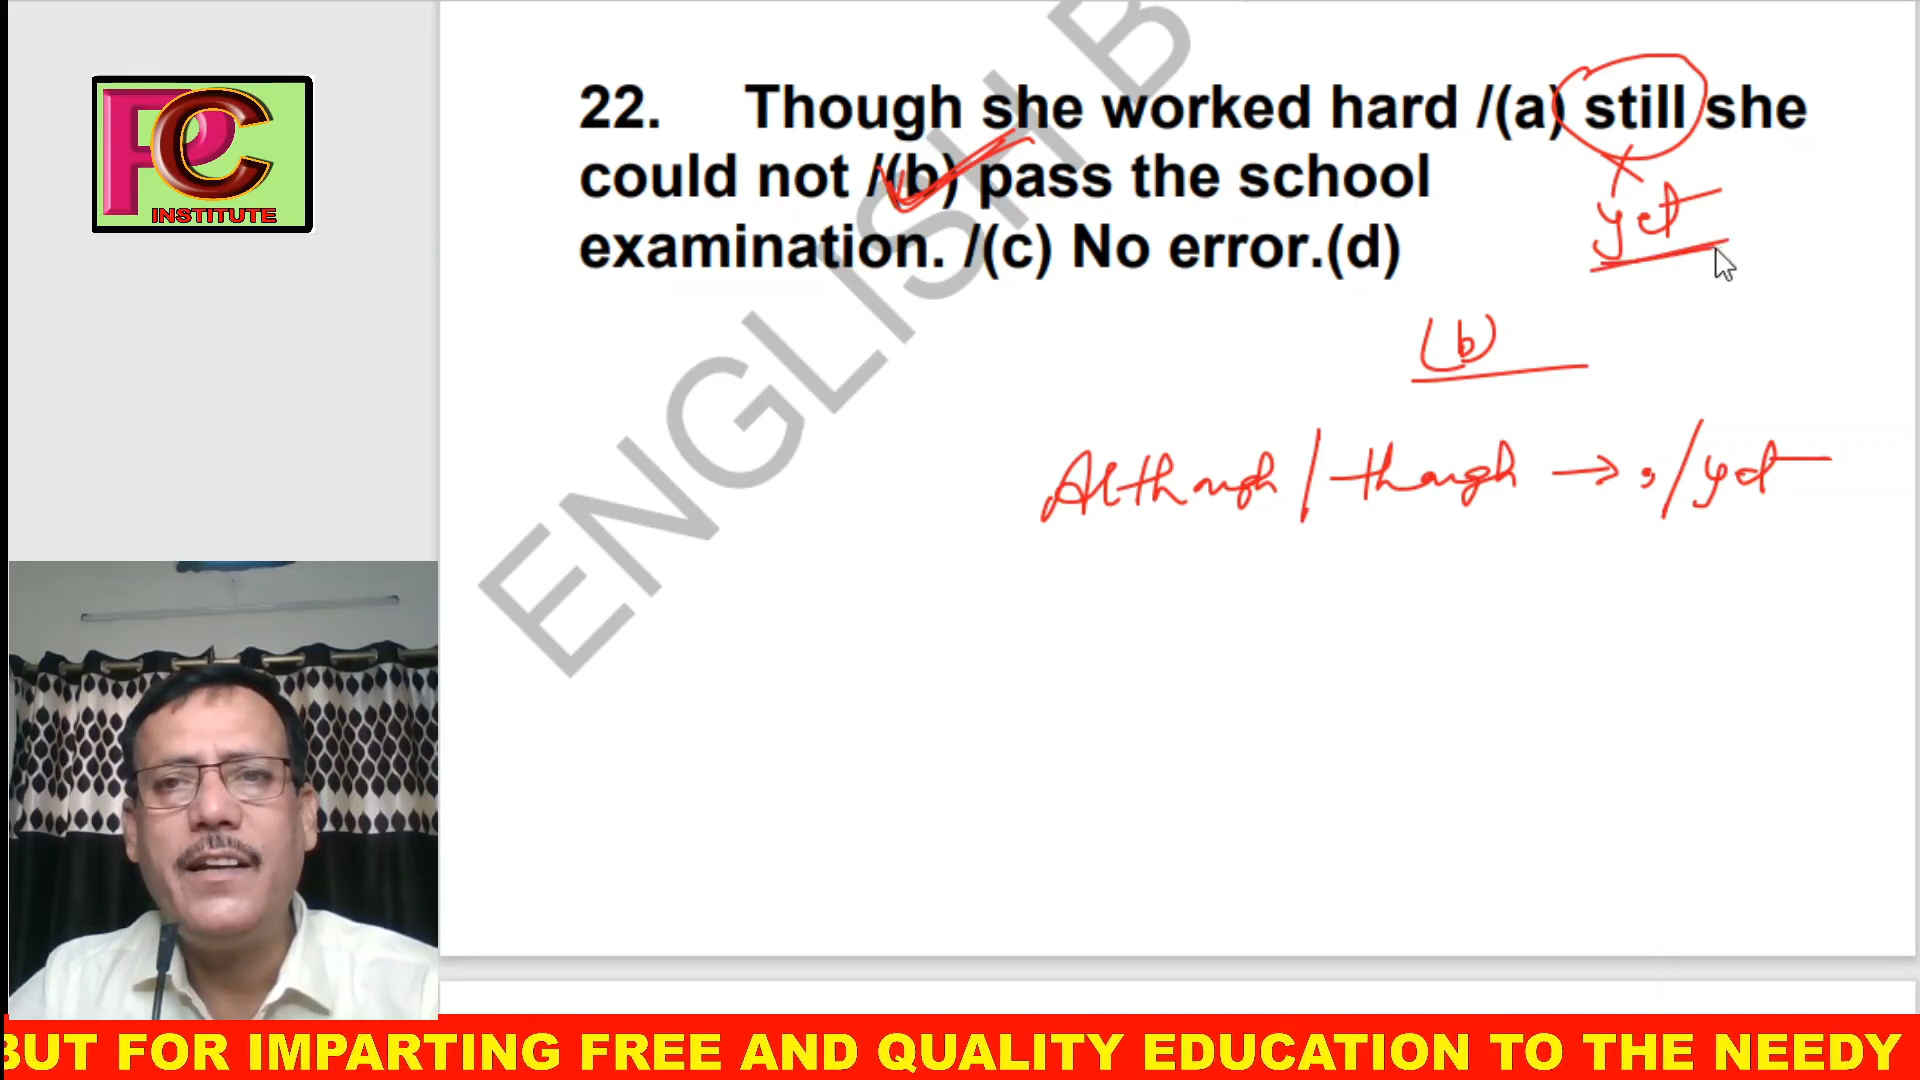 PC
INSTITUTE
22. Though she worked hard /(a) still she
could not /(b) pass the school
examination. /(c) No error.(d)
yet
(b)
Although / though → , / yet
ENGLISH B
BUT FOR IMPARTING FREE AND QUALITY EDUCATION TO THE NEEDY